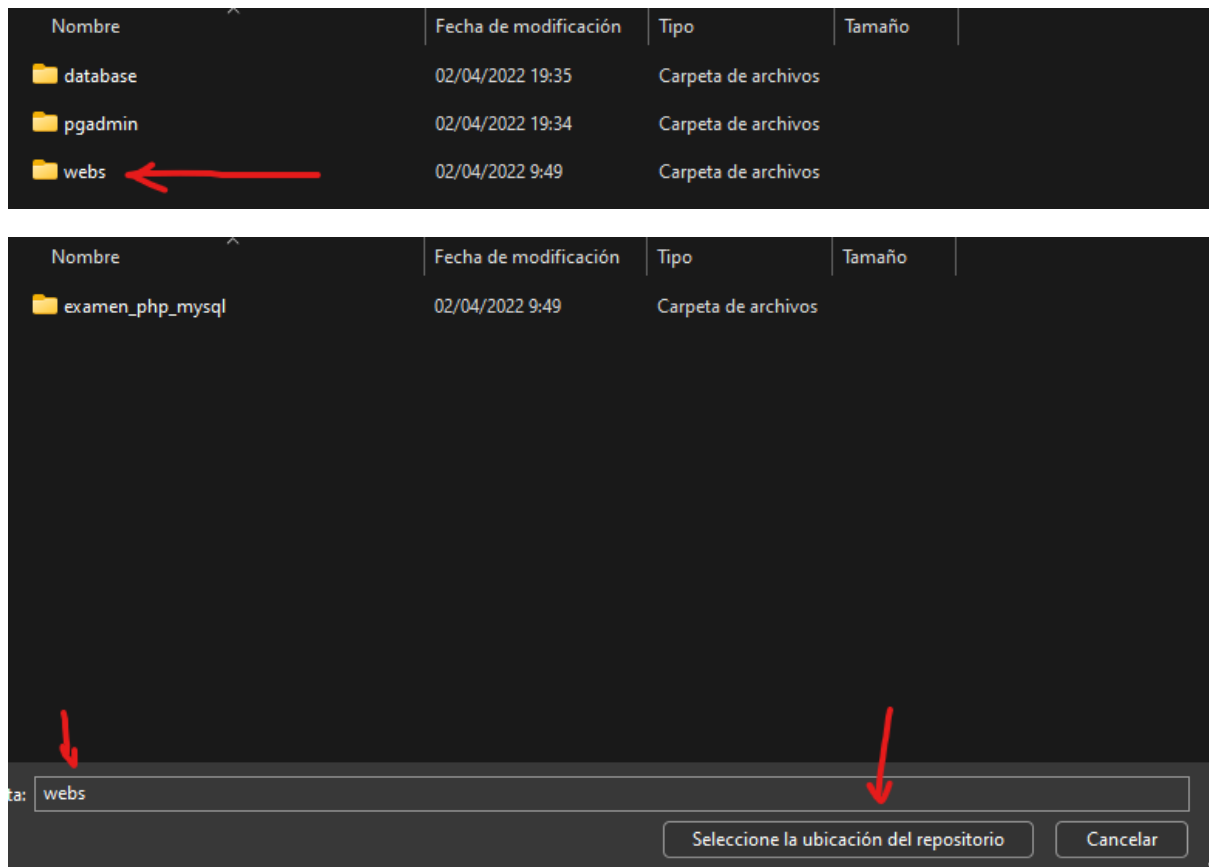 Nombre Fecha de modificación Tipo Tamaño
database 02/04/2022 19:35 Carpeta de archivos
pgadmin 02/04/2022 19:34 Carpeta de archivos
webs 02/04/2022 9:49 Carpeta de archivos
Nombre Fecha de modificación Tipo Tamaño
examen_php_mysql 02/04/2022 9:49 Carpeta de archivos
ta: webs
Seleccione la ubicación del repositorio Cancelar